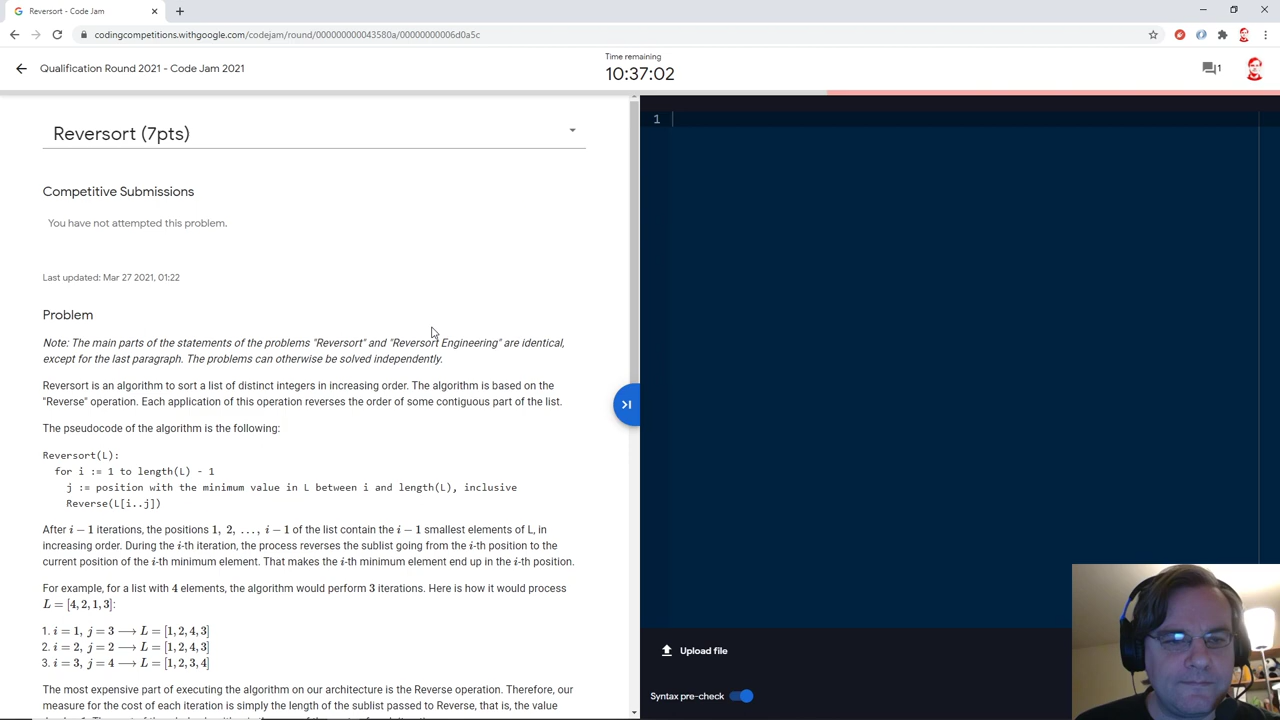 Reversort - Code Jam
codingcompetitions.withgoogle.com/codejam/round/000000000043580a/00000000006d0a5c
Qualification Round 2021 - Code Jam 2021
Time remaining
10:37:02
1
Reversort (7pts)
1
Competitive Submissions
You have not attempted this problem.
Last updated: Mar 27 2021, 01:22
Problem
Note: The main parts of the statements of the problems "Reversort" and "Reversort Engineering" are identical,
except for the last paragraph. The problems can otherwise be solved independently.
Reversort is an algorithm to sort a list of distinct integers in increasing order. The algorithm is based on the
"Reverse" operation. Each application of this operation reverses the order of some contiguous part of the list.
The pseudocode of the algorithm is the following:
Reversort(L):
for i := 1 to length(L) - 1
j := position with the minimum value in L between i and length(L), inclusive
Reverse(L[i..j])
After i − 1 iterations, the positions 1, 2, …, i − 1 of the list contain the i − 1 smallest elements of L, in
increasing order. During the i-th iteration, the process reverses the sublist going from the i-th position to the
current position of the i-th minimum element. That makes the i-th minimum element end up in the i-th position.
For example, for a list with 4 elements, the algorithm would perform 3 iterations. Here is how it would process
L = [4, 2, 1, 3]:
1. i = 1, j = 3 ⟶ L = [1, 2, 4, 3]
2. i = 2, j = 2 ⟶ L = [1, 2, 4, 3]
3. i = 3, j = 4 ⟶ L = [1, 2, 3, 4]
The most expensive part of executing the algorithm on our architecture is the Reverse operation. Therefore, our
measure for the cost of each iteration is simply the length of the sublist passed to Reverse, that is, the value
Upload file
Syntax pre-check